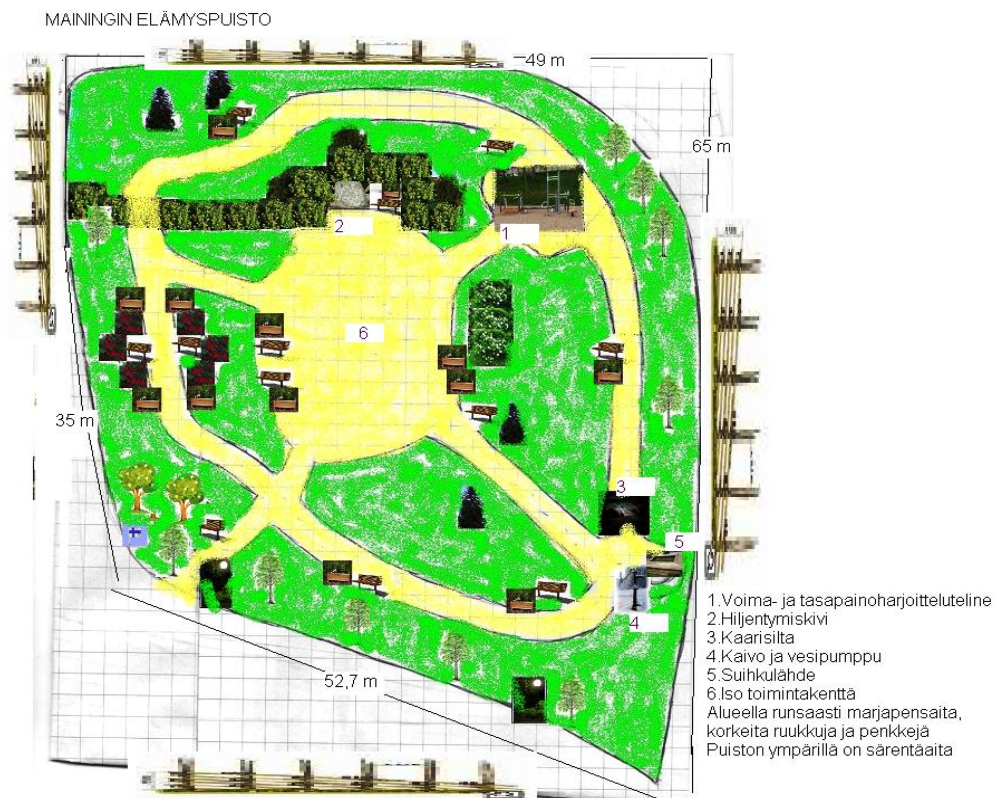 MAININGIN ELÄMYSPUISTO
49 m
65 m
2
1
6
35 m
3
5
4
52,7 m
1.Voima- ja tasapainoharjoitteluteline
2.Hiljentymiskivi
3.Kaarisilta
4.Kaivo ja vesipumppu
5.Suihkulähde
6.Iso toimintakenttä
Alueella runsaasti marjapensaita,
korkeita ruukkuja ja penkkejä
Puiston ympärillä on särentäaita